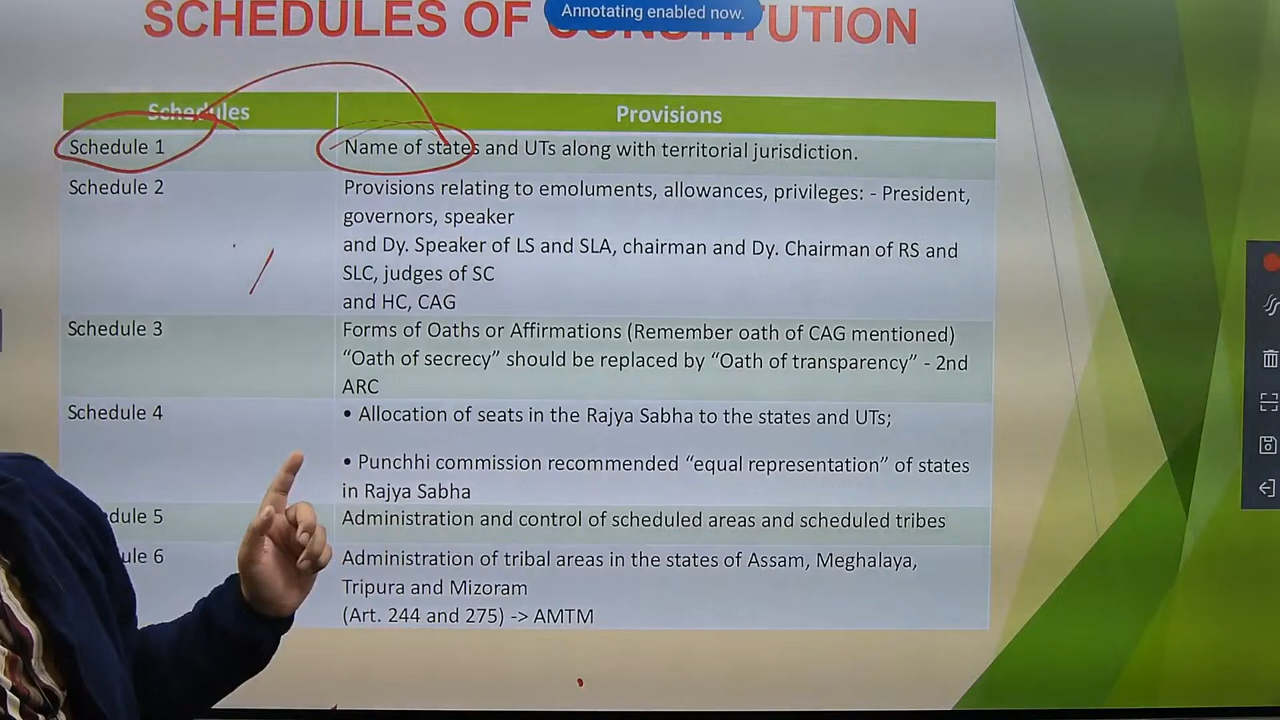 Annotating enabled now.
SCHEDULES OF CONSTITUTION
Schedules Provisions
Schedule 1 Name of states and UTs along with territorial jurisdiction.
Schedule 2 Provisions relating to emoluments, allowances, privileges: - President,
governors, speaker
and Dy. Speaker of LS and SLA, chairman and Dy. Chairman of RS and
SLC, judges of SC
and HC, CAG
Schedule 3 Forms of Oaths or Affirmations (Remember oath of CAG mentioned)
“Oath of secrecy” should be replaced by “Oath of transparency” - 2nd
ARC
Schedule 4 • Allocation of seats in the Rajya Sabha to the states and UTs;
• Punchhi commission recommended “equal representation” of states
in Rajya Sabha
dule 5 Administration and control of scheduled areas and scheduled tribes
ule 6 Administration of tribal areas in the states of Assam, Meghalaya,
Tripura and Mizoram
(Art. 244 and 275) -> AMTM